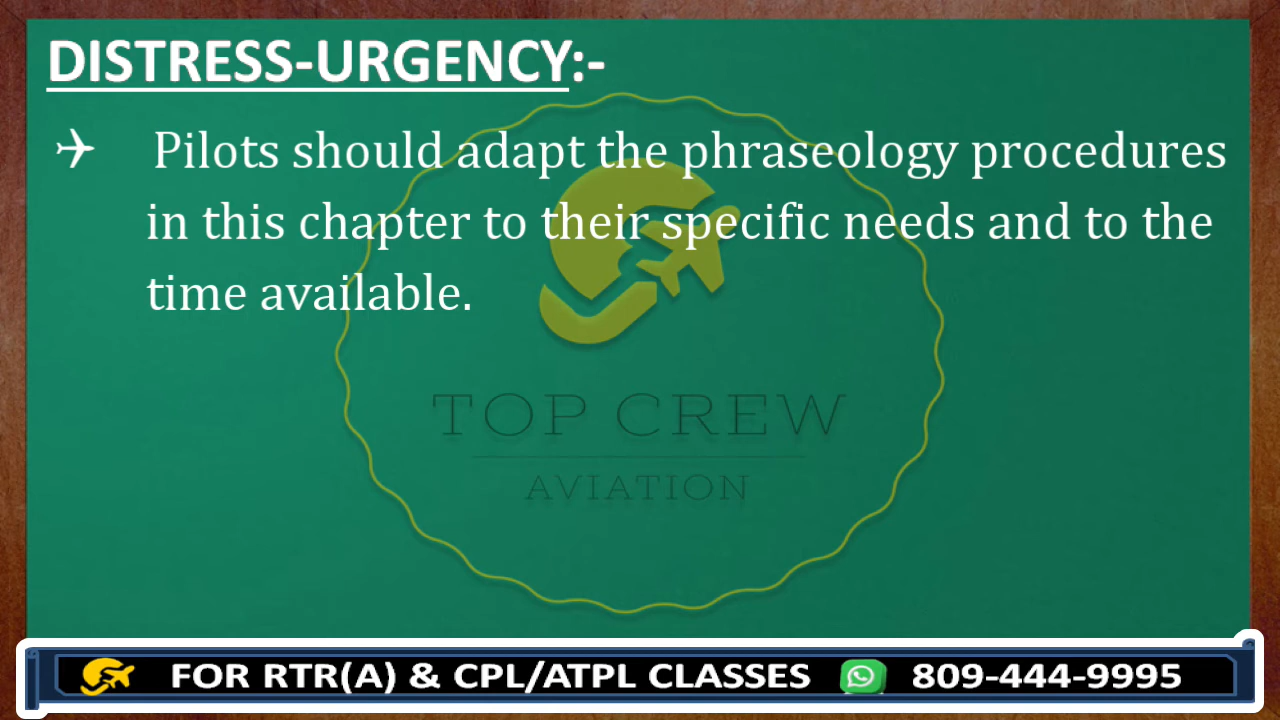 DISTRESS-URGENCY:-
✈ Pilots should adapt the phraseology procedures
in this chapter to their specific needs and to the
time available.
TOP CREW
AVIATION
FOR RTR(A) & CPL/ATPL CLASSES 809-444-9995